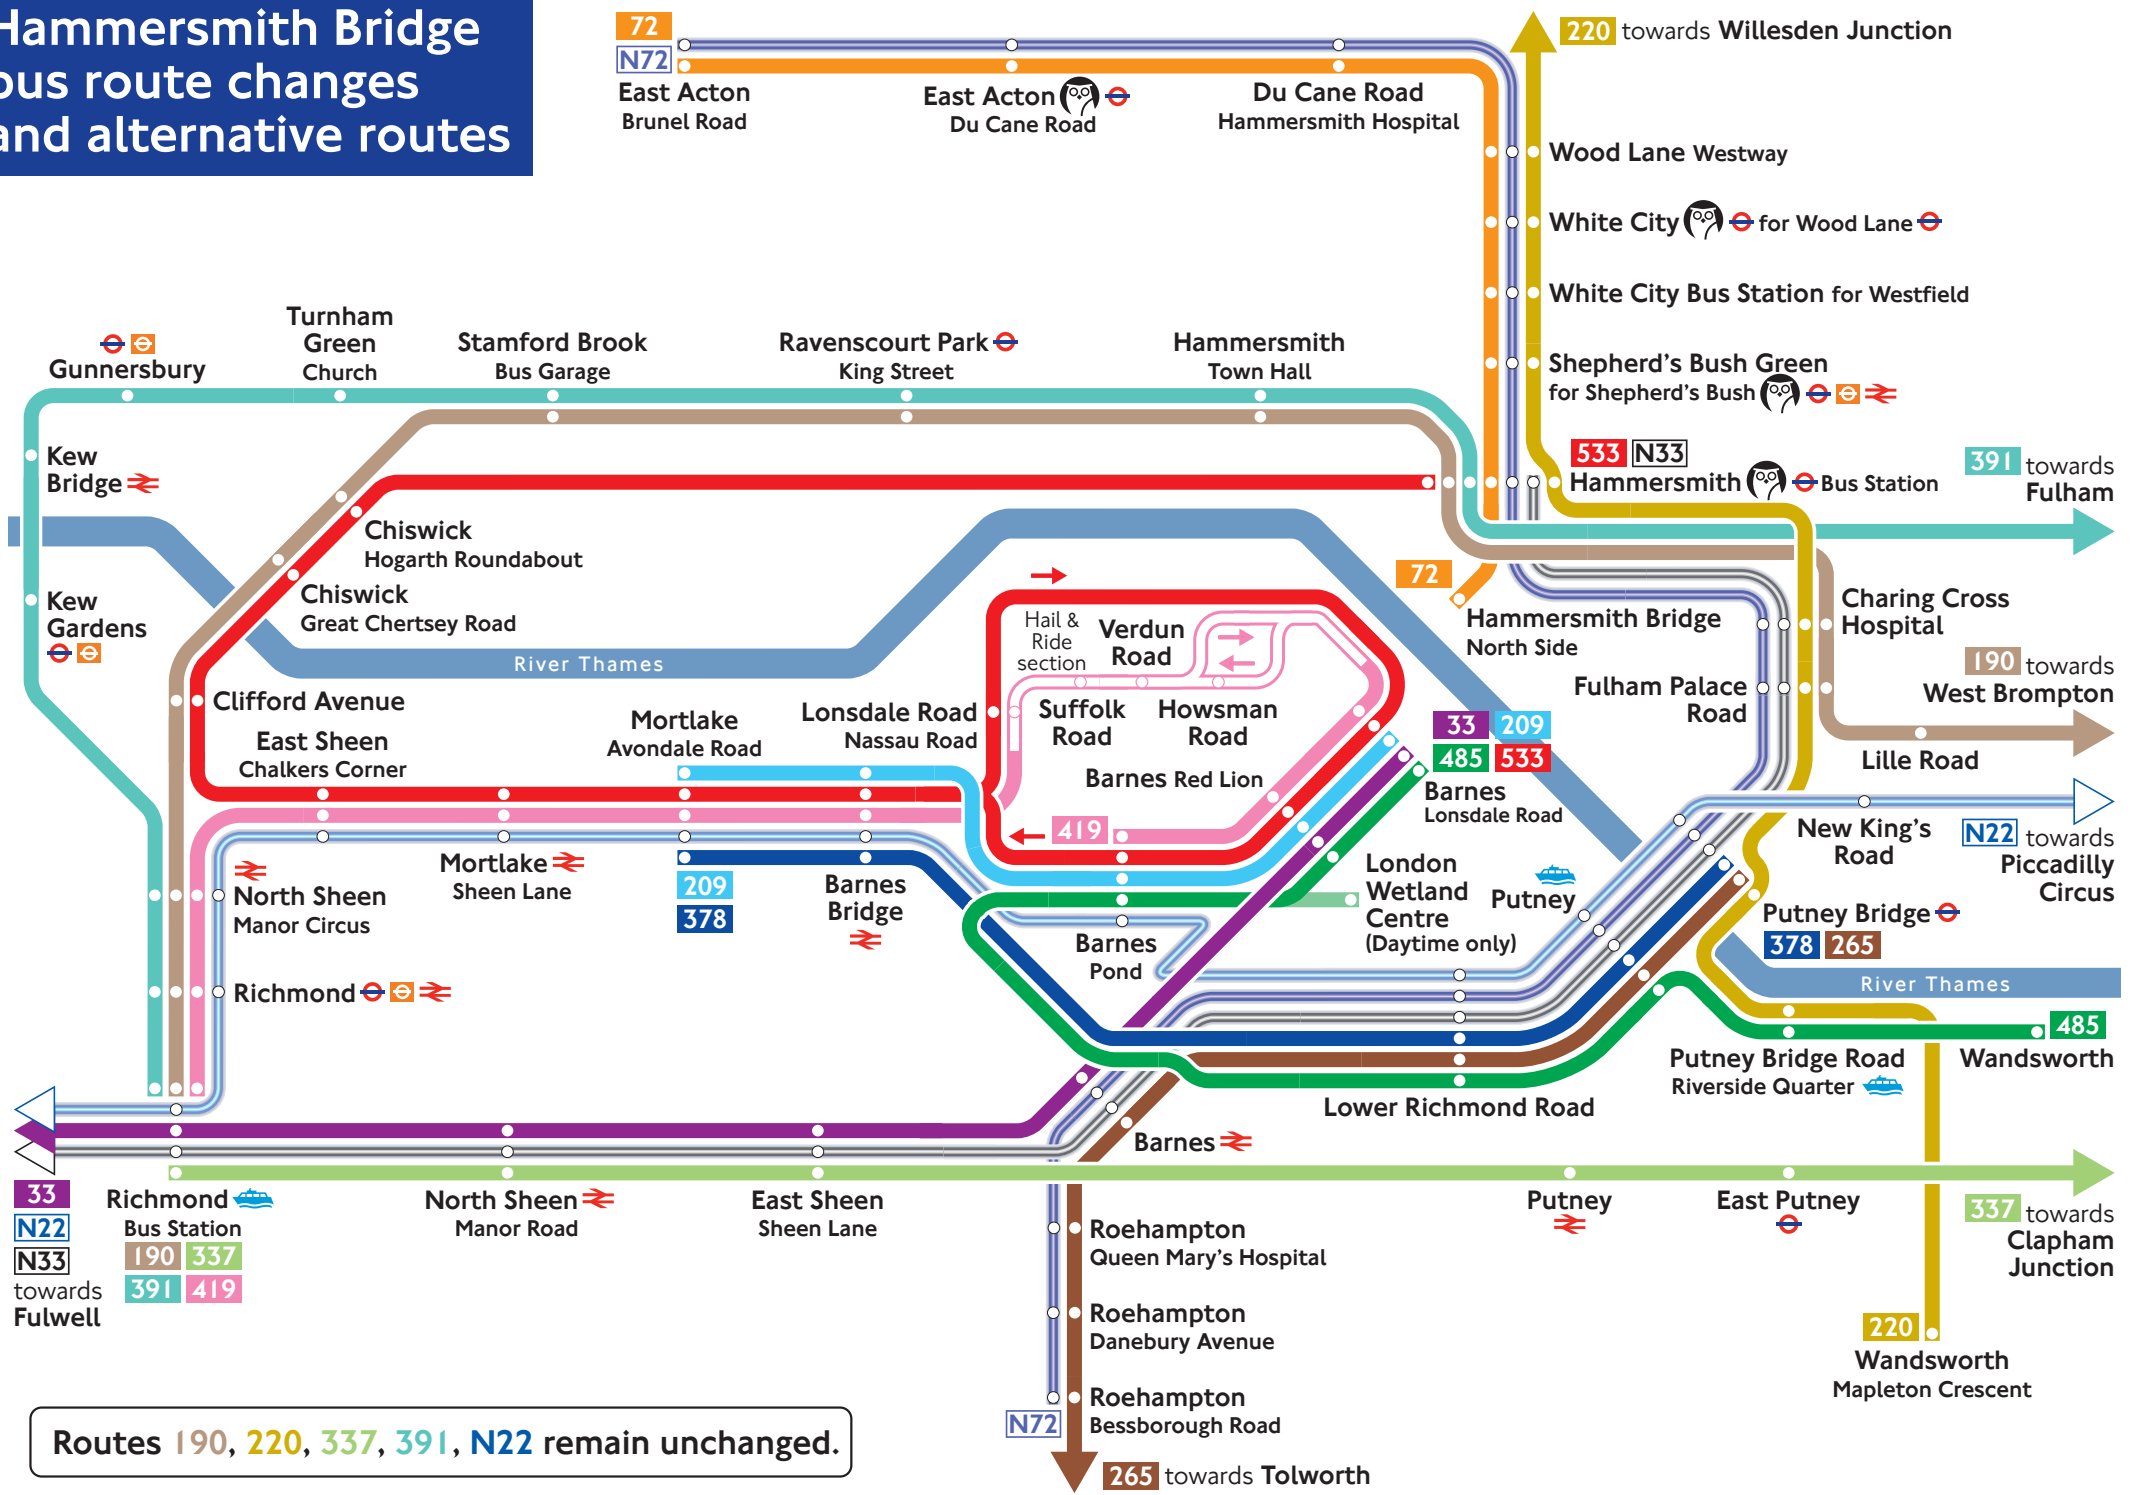 Hammersmith Bridge
bus route changes
and alternative routes
72
N72
East Acton
Brunel Road
East Acton
Du Cane Road
Du Cane Road
Hammersmith Hospital
220 towards Willesden Junction
Wood Lane Westway
White City for Wood Lane
White City Bus Station for Westfield
Shepherd's Bush Green
for Shepherd's Bush
533 N33
Hammersmith Bus Station
391 towards
Fulham
Gunnersbury
Turnham
Green
Church
Stamford Brook
Bus Garage
Ravenscourt Park
King Street
Hammersmith
Town Hall
Kew
Bridge
Kew
Gardens
Chiswick
Hogarth Roundabout
Chiswick
Great Chertsey Road
River Thames
Clifford Avenue
East Sheen
Chalkers Corner
Mortlake
Avondale Road
Lonsdale Road
Nassau Road
Hail &
Ride
section
Verdun
Road
Suffolk
Road
Howsman
Road
Barnes Red Lion
419
72
Hammersmith Bridge
North Side
Charing Cross
Hospital
Fulham Palace
Road
190 towards
West Brompton
Lille Road
33 209
485 533
Barnes
Lonsdale Road
North Sheen
Manor Circus
Richmond
Mortlake
Sheen Lane
209
378
Barnes
Bridge
Barnes
Pond
London
Wetland
Centre
(Daytime only)
Putney
New King's
Road
N22 towards
Piccadilly
Circus
Putney Bridge
378 265
River Thames
485
Putney Bridge Road
Riverside Quarter
Wandsworth
Lower Richmond Road
Barnes
33
N22
N33
towards
Fulwell
Richmond
Bus Station
190 337
391 419
North Sheen
Manor Road
East Sheen
Sheen Lane
Putney
East Putney
337 towards
Clapham
Junction
Roehampton
Queen Mary's Hospital
Roehampton
Danebury Avenue
Roehampton
Bessborough Road
N72
265 towards Tolworth
220
Wandsworth
Mapleton Crescent
Routes 190, 220, 337, 391, N22 remain unchanged.